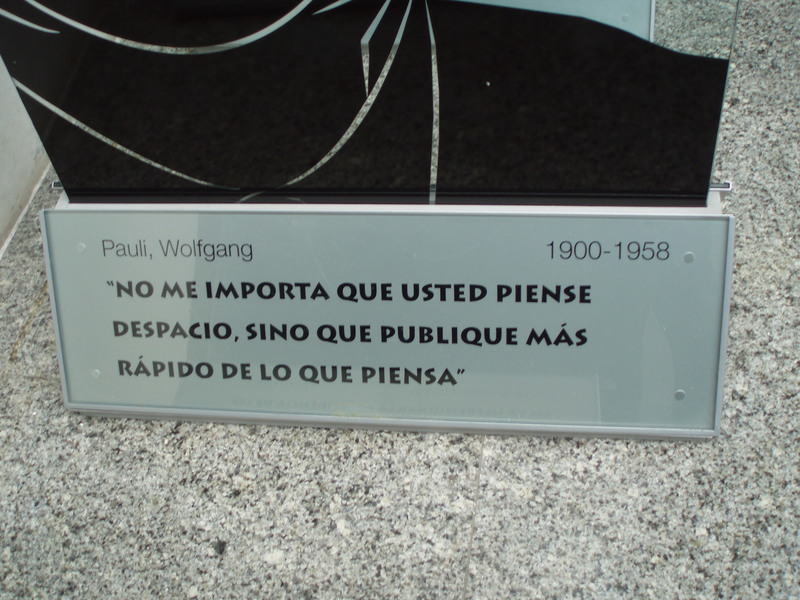 Pauli, Wolfgang 1900-1958
"NO ME IMPORTA QUE USTED PIENSE
DESPACIO, SINO QUE PUBLIQUE MÁS
RÁPIDO DE LO QUE PIENSA"